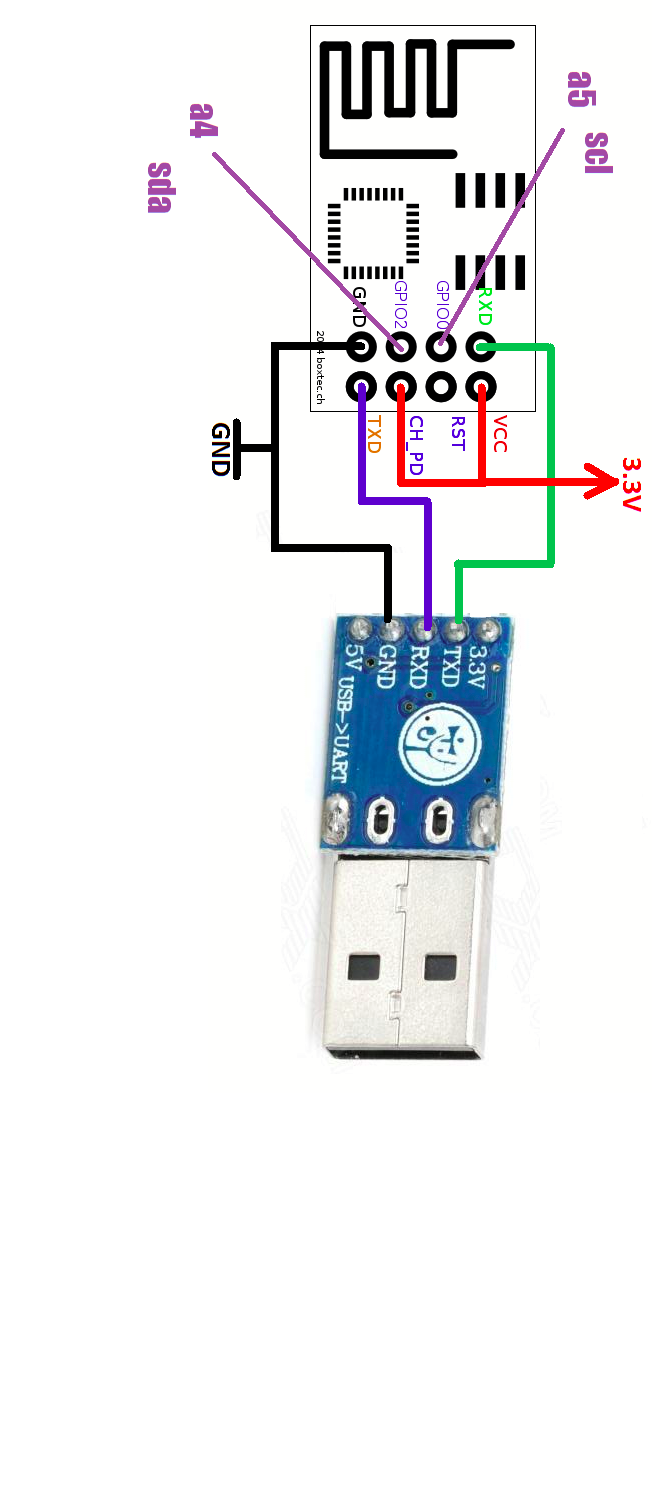 a5 scl
a4 sda
GND
GPIO2
GPIO0
RXD
2014 boxtec.ch
TXD
CH_PD
RST
VCC
GND
3.3V
5V
GND
RXD
TXD
3.3V
USB->UART